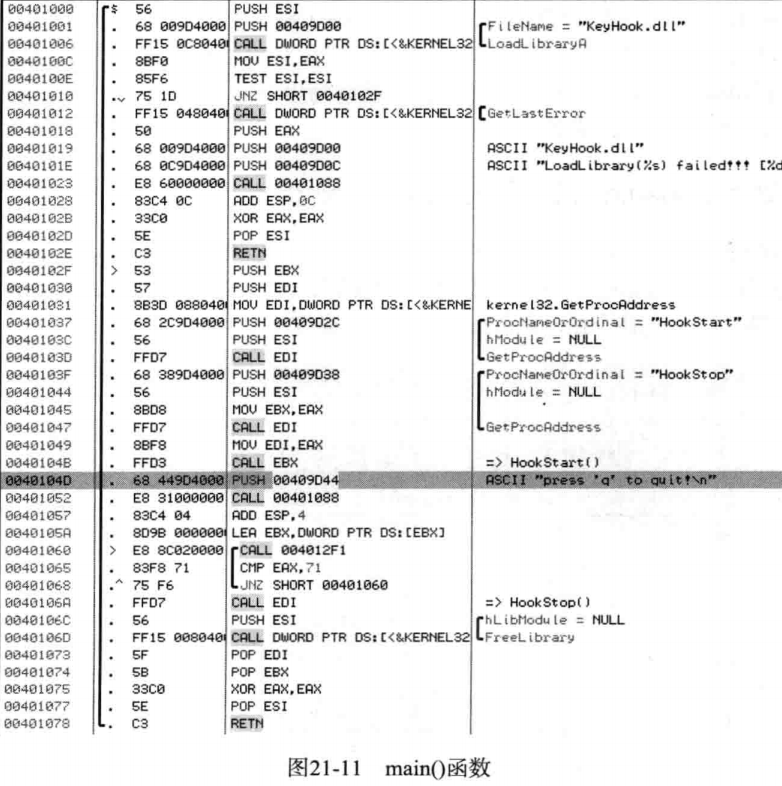 00401000 $ 56 PUSH ESI
00401001 . 68 009D4000 PUSH 00409D00 FileName = "KeyHook.dll"
00401006 . FF15 0C8040 CALL DWORD PTR DS:[<&KERNEL32 LoadLibraryA
0040100C . 8BF0 MOV ESI,EAX
0040100E . 85F6 TEST ESI,ESI
00401010 . 75 1D JNZ SHORT 0040102F
00401012 . FF15 048040 CALL DWORD PTR DS:[<&KERNEL32 GetLastError
00401018 . 50 PUSH EAX
00401019 . 68 009D4000 PUSH 00409D00 ASCII "KeyHook.dll"
0040101E . 68 0C9D4000 PUSH 00409D0C ASCII "LoadLibrary(%s) failed!!! [%d
00401023 . E8 60000000 CALL 00401088
00401028 . 83C4 0C ADD ESP,0C
0040102B . 33C0 XOR EAX,EAX
0040102D . 5E POP ESI
0040102E . C3 RETN
0040102F > 53 PUSH EBX
00401030 . 57 PUSH EDI
00401031 . 8B3D 088040 MOV EDI,DWORD PTR DS:[<&KERNE kernel32.GetProcAddress
00401037 . 68 2C9D4000 PUSH 00409D2C ProcNameOrOrdinal = "HookStart"
0040103C . 56 PUSH ESI hModule = NULL
0040103D . FFD7 CALL EDI GetProcAddress
0040103F . 68 389D4000 PUSH 00409D38 ProcNameOrOrdinal = "HookStop"
00401044 . 56 PUSH ESI hModule = NULL
00401045 . 8BD8 MOV EBX,EAX
00401047 . FFD7 CALL EDI GetProcAddress
00401049 . 8BF8 MOV EDI,EAX
0040104B . FFD3 CALL EBX => HookStart()
0040104D . 68 449D4000 PUSH 00409D44 ASCII "press 'q' to quit!\n"
00401052 . E8 31000000 CALL 00401088
00401057 . 83C4 04 ADD ESP,4
0040105A . 8D9B 000000 LEA EBX,DWORD PTR DS:[EBX]
00401060 > E8 8C020000 CALL 004012F1
00401065 . 83F8 71 CMP EAX,71
00401068 .^ 75 F6 JNZ SHORT 00401060
0040106A . FFD7 CALL EDI => HookStop()
0040106C . 56 PUSH ESI hLibModule = NULL
0040106D . FF15 008040 CALL DWORD PTR DS:[<&KERNEL32 FreeLibrary
00401073 . 5F POP EDI
00401074 . 5B POP EBX
00401075 . 33C0 XOR EAX,EAX
00401077 . 5E POP ESI
00401078 . C3 RETN
图21-11 main()函数